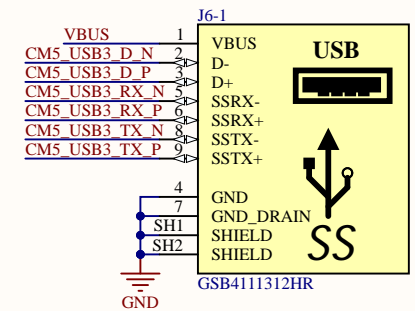 J6-1
VBUS 1 VBUS USB
CM5_USB3_D_N 2 D-
CM5_USB3_D_P 3 D+
CM5_USB3_RX_N 5 SSRX-
CM5_USB3_RX_P 6 SSRX+
CM5_USB3_TX_N 8 SSTX-
CM5_USB3_TX_P 9 SSTX+
4 GND
7 GND_DRAIN
SH1 SHIELD
SH2 SHIELD
SS
GSB4111312HR
GND